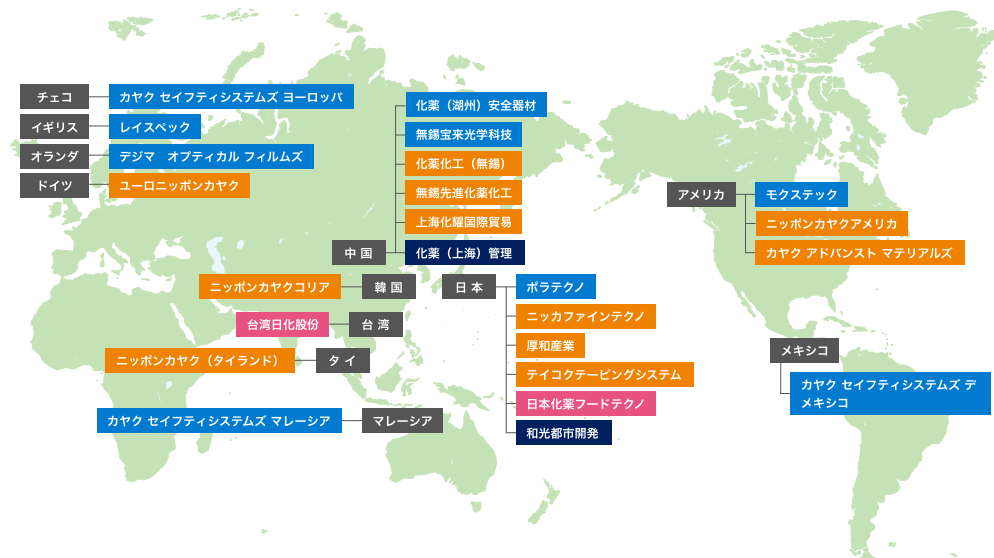 チェコ
カヤク セイフティシステムズ ヨーロッパ
イギリス
レイスペック
オランダ
デジマ　オプティカル フィルムズ
ドイツ
ユーロニッポンカヤク
中 国
化薬（湖州）安全器材
無錫宝来光学科技
化薬化工（無錫）
無錫先進化薬化工
上海化耀国際貿易
化薬（上海）管理
韓 国
ニッポンカヤクコリア
台 湾
台湾日化股份
タ イ
ニッポンカヤク（タイランド）
マレーシア
カヤク セイフティシステムズ マレーシア
日 本
ポラテクノ
ニッカファインテクノ
厚和産業
テイコクテーピングシステム
日本化薬フードテクノ
和光都市開発
アメリカ
モクステック
ニッポンカヤクアメリカ
カヤク アドバンスト マテリアルズ
メキシコ
カヤク セイフティシステムズ デ
メキシコ